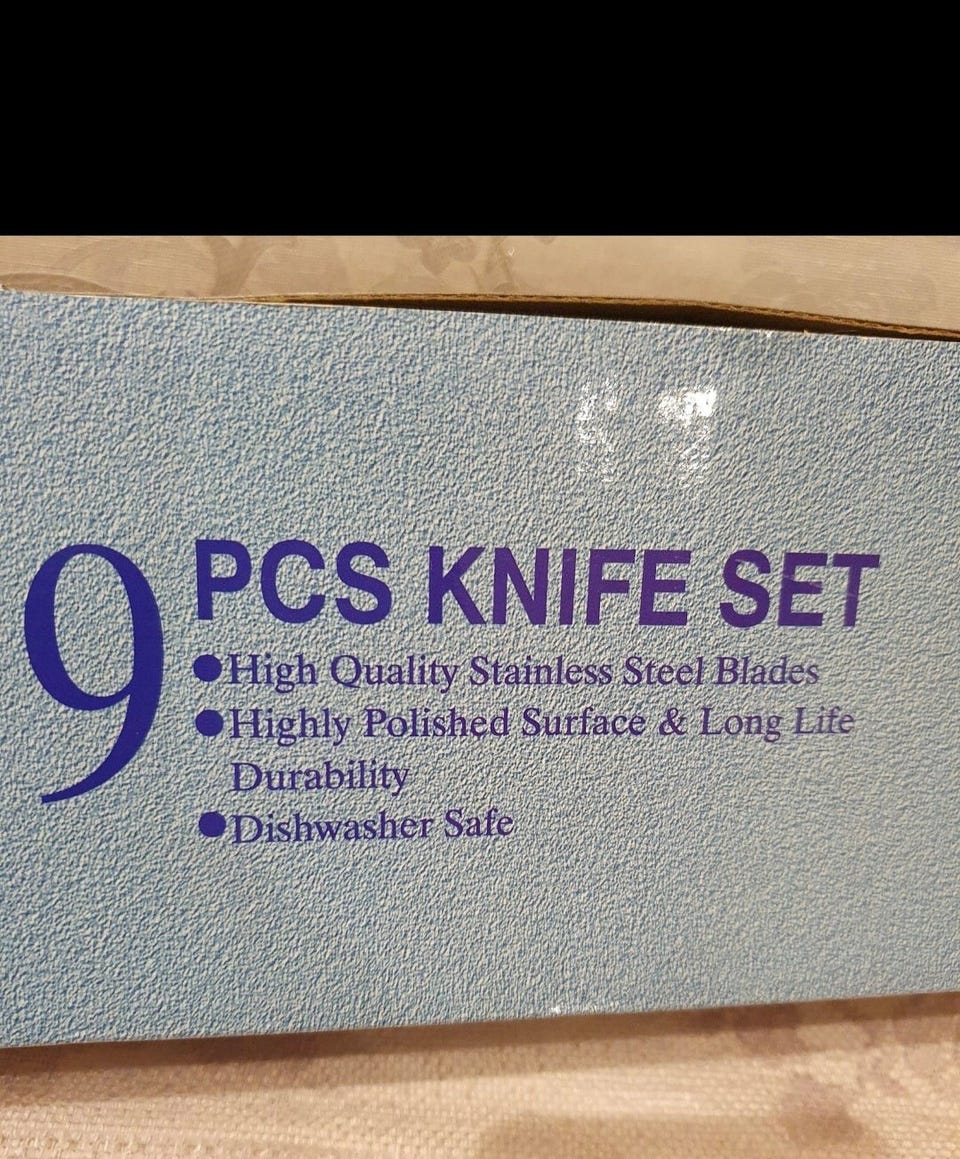 9 PCS KNIFE SET
●High Quality Stainless Steel Blades
●Highly Polished Surface & Long Life
Durability
●Dishwasher Safe